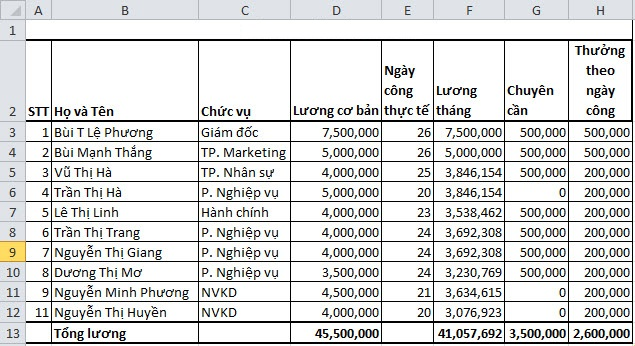 A B C D E F G H
1
2 STT Họ và Tên Chức vụ Lương cơ bản Ngày công thực tế Lương tháng Chuyên cần Thưởng theo ngày công
3 1 Bùi T Lệ Phương Giám đốc 7,500,000 26 7,500,000 500,000 500,000
4 2 Bùi Mạnh Thắng TP. Marketing 5,000,000 26 5,000,000 500,000 500,000
5 3 Vũ Thị Hà TP. Nhân sự 4,000,000 25 3,846,154 500,000 200,000
6 4 Trần Thị Hà P. Nghiệp vụ 5,000,000 20 3,846,154 0 200,000
7 5 Lê Thị Linh Hành chính 4,000,000 23 3,538,462 500,000 200,000
8 6 Trần Thị Trang P. Nghiệp vụ 4,000,000 24 3,692,308 500,000 200,000
9 7 Nguyễn Thị Giang P. Nghiệp vụ 4,000,000 24 3,692,308 500,000 200,000
10 8 Dương Thị Mơ P. Nghiệp vụ 3,500,000 24 3,230,769 500,000 200,000
11 9 Nguyễn Minh Phương NVKD 4,500,000 21 3,634,615 0 200,000
12 11 Nguyễn Thị Huyền NVKD 4,000,000 20 3,076,923 0 200,000
13 Tổng lương 45,500,000 41,057,692 3,500,000 2,600,000